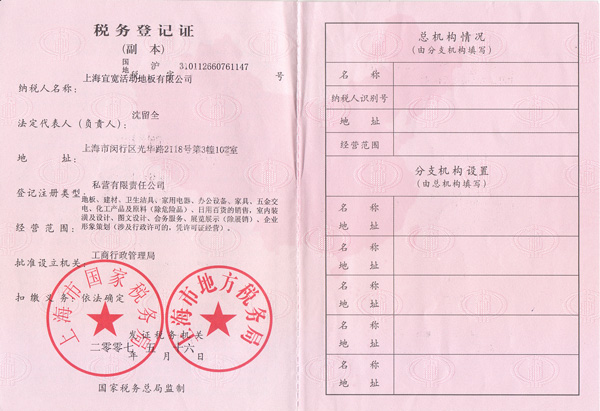 税务登记证
(副 本)
国地 沪 字 310112660761147 号
纳税人名称: 上海宜宽活动地板有限公司
法定代表人(负责人): 沈留全
地 址: 上海市闵行区光华路2118号第3幢102室
登记注册类型: 私营有限责任公司
经营范围: 地板、建材、卫生洁具、家用电器、办公设备、家具、五金交
电、化工产品及原料(除危险品)、日用百货的销售,室内装
潢及设计、图文设计、会务服务、展览展示(除展销)、企业
形象策划(涉及行政许可的,凭许可证经营)。
批准设立机关: 工商行政管理局
扣缴义务: 依法确定
上海市国家税务局
上海市地方税务局
发证税务机关
二零零七 年 五 月 十六 日
国家税务总局监制
总机构情况
(由分支机构填写)
名 称
纳税人识别号
地 址
经营范围
分支机构设置
(由总机构填写)
名 称
地 址
名 称
地 址
名 称
地 址
名 称
地 址
名 称
地 址